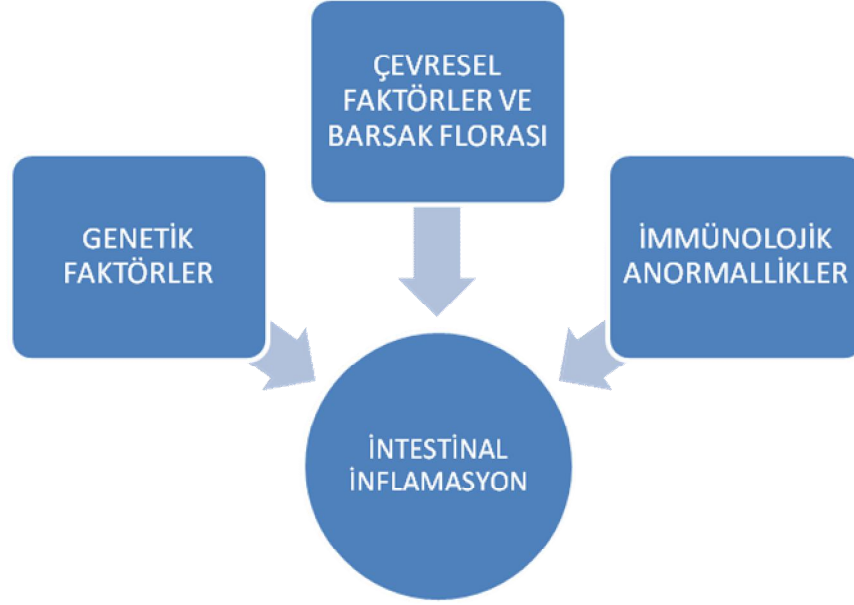 ÇEVRESEL
FAKTÖRLER VE
BARSAK FLORASI
GENETİK
FAKTÖRLER
İMMÜNOLOJİK
ANORMALLİKLER
İNTESTİNAL
İNFLAMASYON